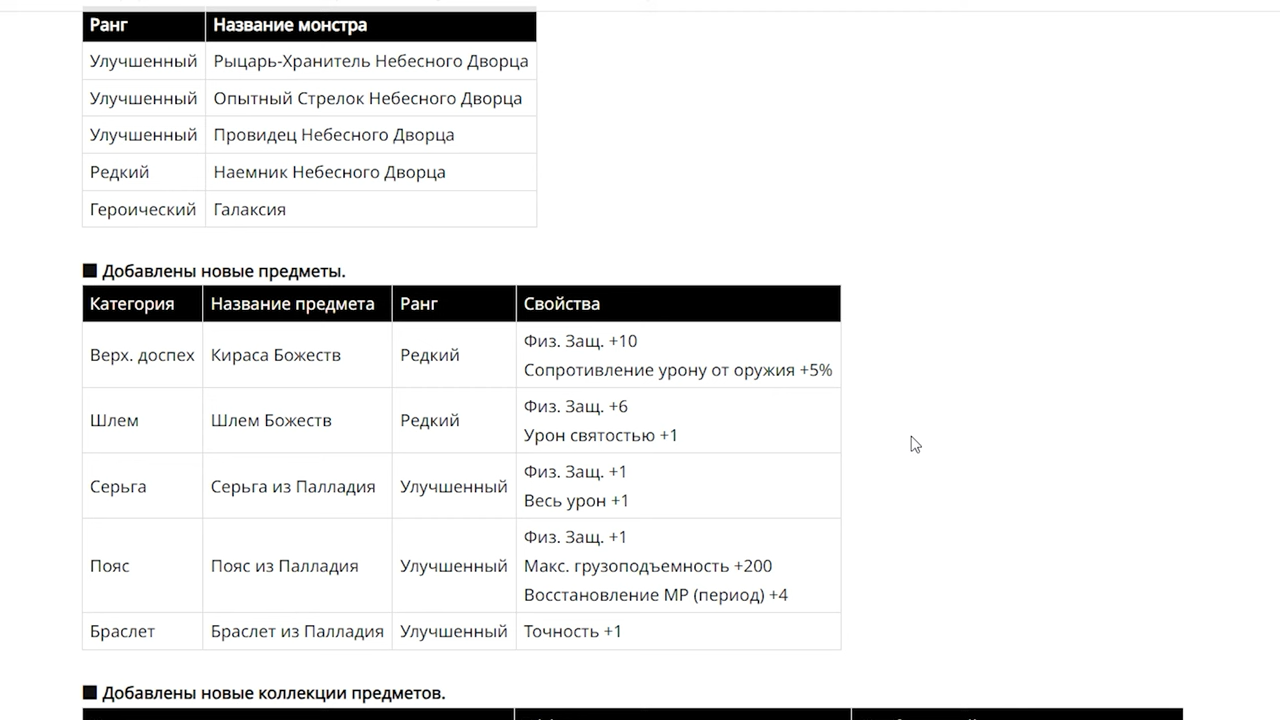 Ранг Название монстра
Улучшенный Рыцарь-Хранитель Небесного Дворца
Улучшенный Опытный Стрелок Небесного Дворца
Улучшенный Провидец Небесного Дворца
Редкий Наемник Небесного Дворца
Героический Галаксия
■ Добавлены новые предметы.
Категория Название предмета Ранг Свойства
Верх. доспех Кираса Божеств Редкий Физ. Защ. +10
Сопротивление урону от оружия +5%
Шлем Шлем Божеств Редкий Физ. Защ. +6
Урон святостью +1
Серьга Серьга из Палладия Улучшенный Физ. Защ. +1
Весь урон +1
Пояс Пояс из Палладия Улучшенный Физ. Защ. +1
Макс. грузоподъемность +200
Восстановление MP (период) +4
Браслет Браслет из Палладия Улучшенный Точность +1
■ Добавлены новые коллекции предметов.